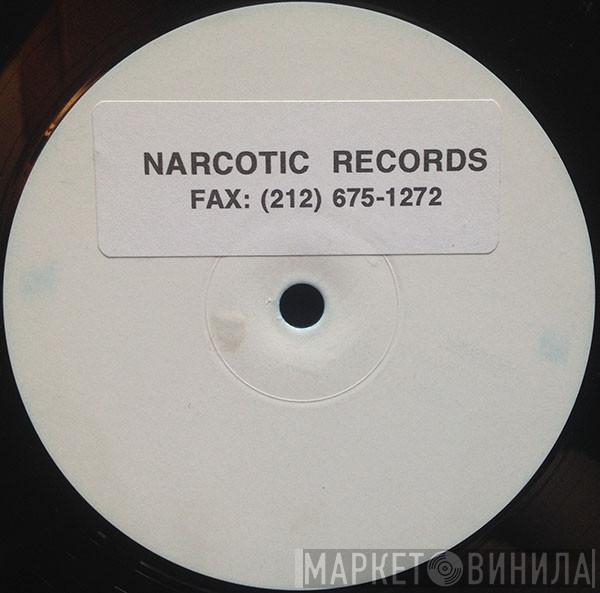 NARCOTIC RECORDS
FAX: (212) 675-1272
МАРКЕТ ВИНИЛА